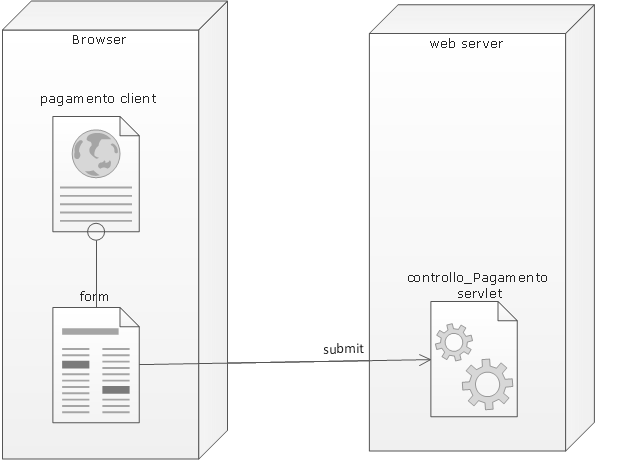 Browser
web server
pagamento client
controllo_Pagamento
servlet
form
submit